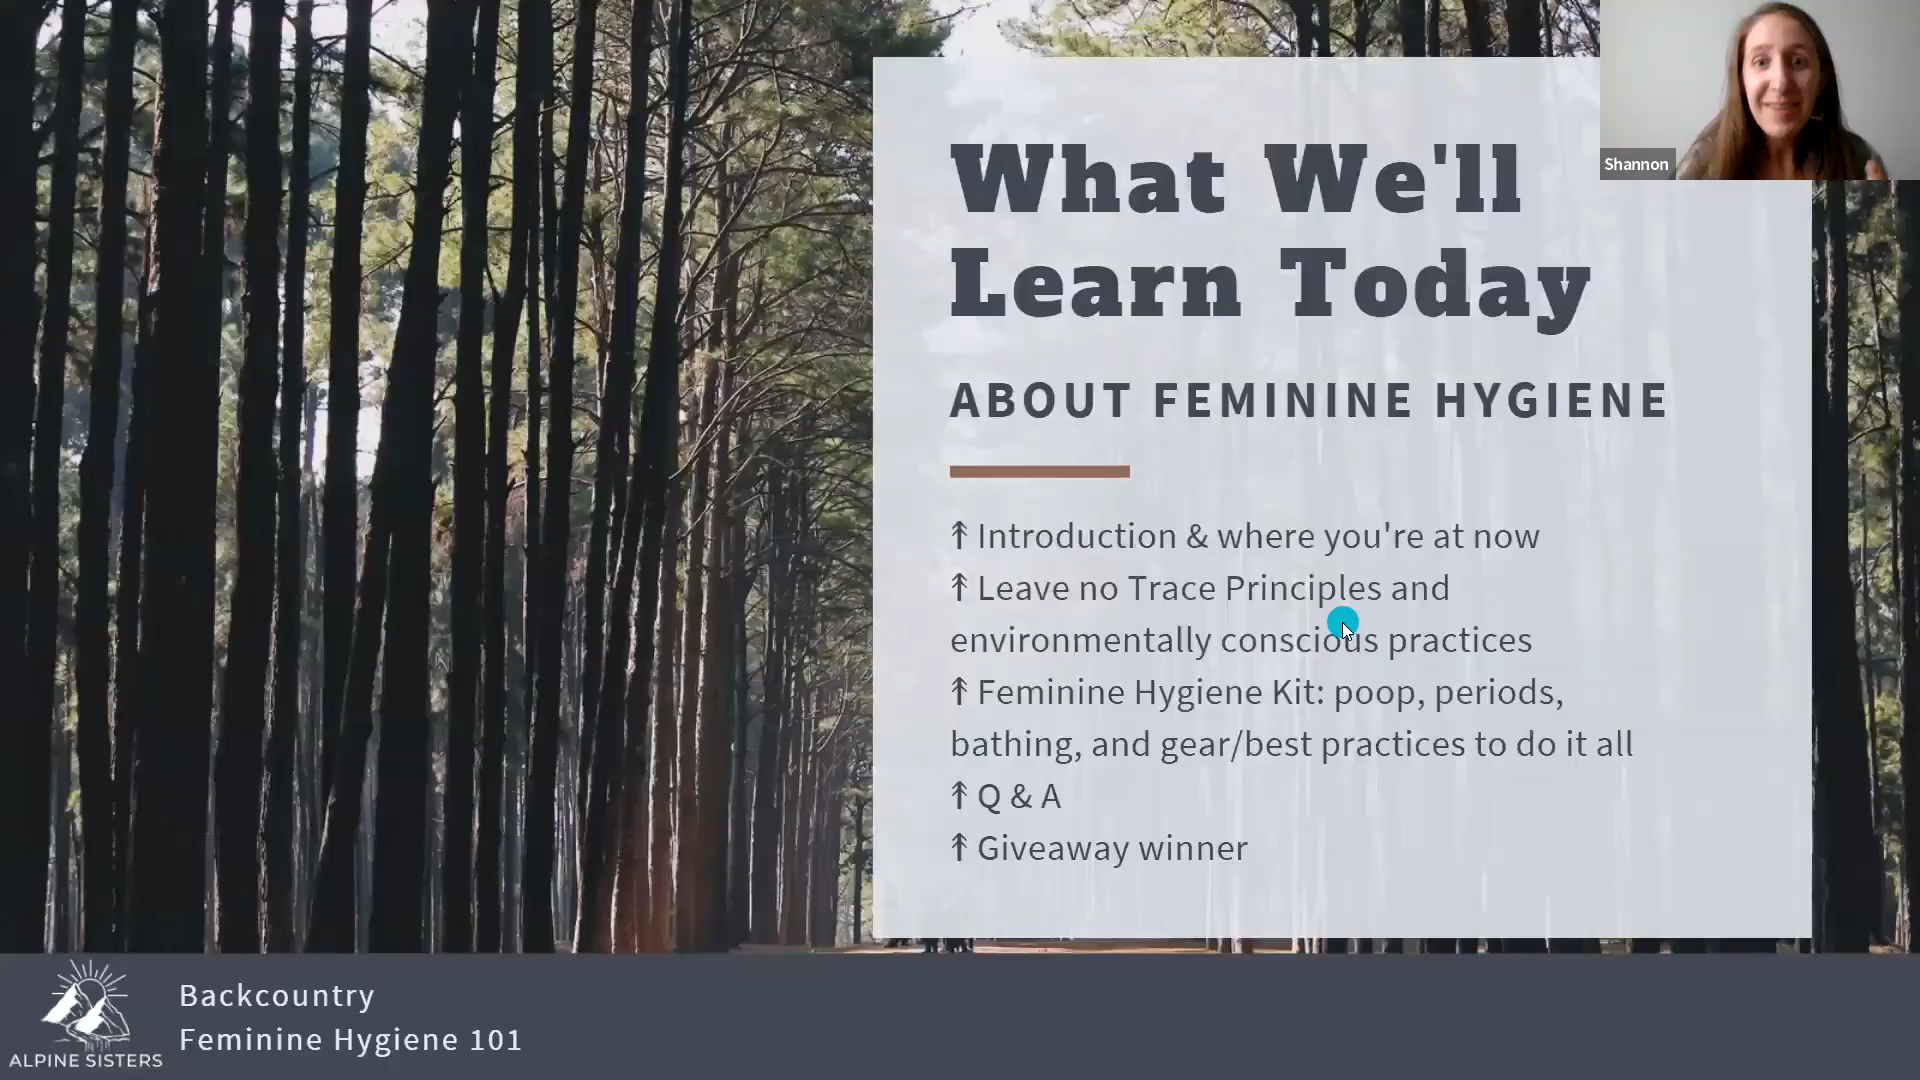 What We'll
Learn Today
ABOUT FEMININE HYGIENE
↟ Introduction & where you're at now
↟ Leave no Trace Principles and
environmentally conscious practices
↟ Feminine Hygiene Kit: poop, periods,
bathing, and gear/best practices to do it all
↟ Q & A
↟ Giveaway winner
Shannon
Backcountry
Feminine Hygiene 101
ALPINE SISTERS